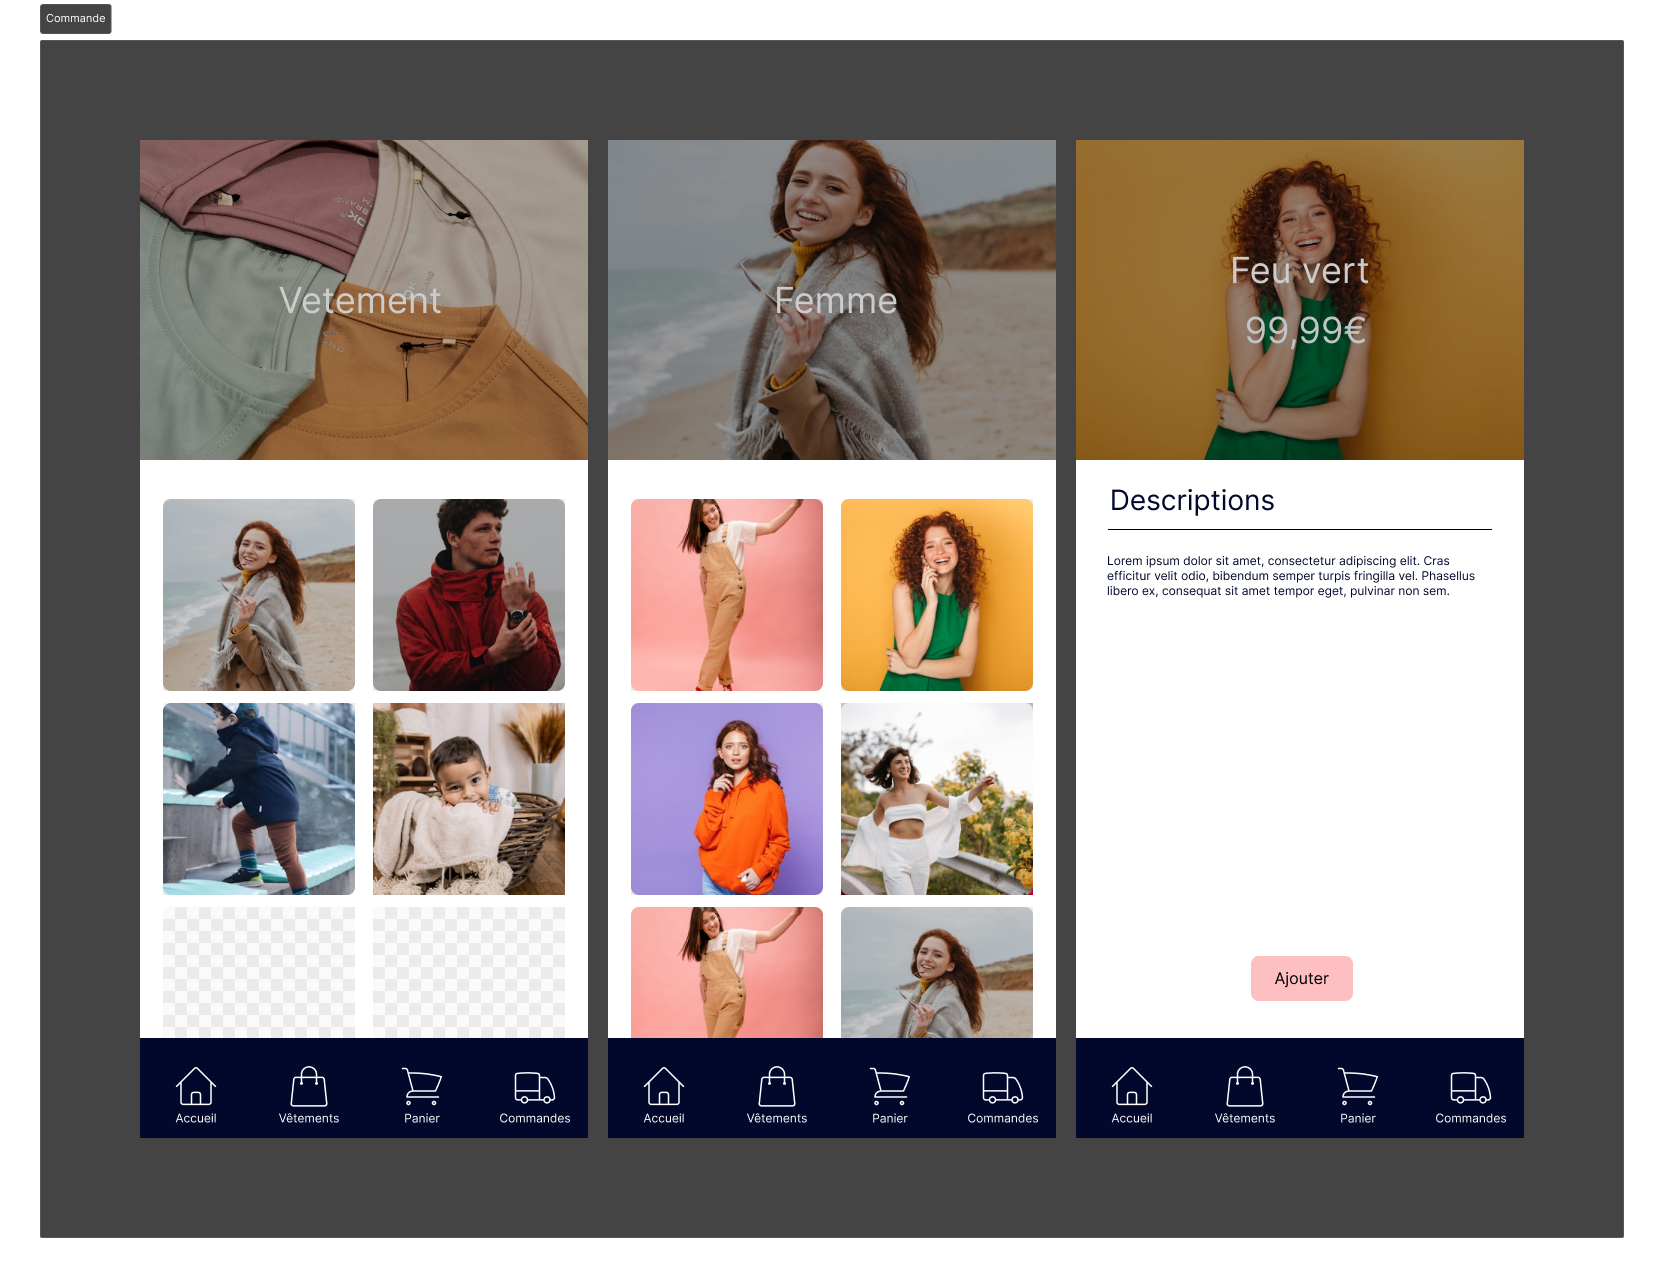 Commande
Vetement
Femme
Feu vert
99,99€
Descriptions
Lorem ipsum dolor sit amet, consectetur adipiscing elit. Cras
efficitur velit odio, bibendum semper turpis fringilla vel. Phasellus
libero ex, consequat sit amet tempor eget, pulvinar non sem.
Ajouter
Accueil
Vêtements
Panier
Commandes
Accueil
Vêtements
Panier
Commandes
Accueil
Vêtements
Panier
Commandes